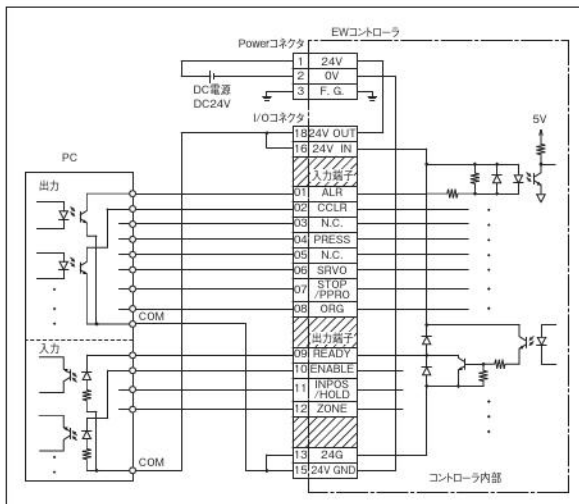 EWコントローラ
Powerコネクタ
1 24V
2 0V
3 F. G.
DC電源
DC24V
I/Oコネクタ
18 24V OUT
16 24V IN
5V
PC
出力
入力端子
01 ALR
02 CCLR
03 N.C.
04 PRESS
05 N.C.
06 SRVO
07 STOP
/PPRO
08 ORG
COM
出力端子
入力
09 READY
10 ENABLE
11 INPOS
/HOLD
12 ZONE
COM
13 24G
15 24V GND
コントローラ内部